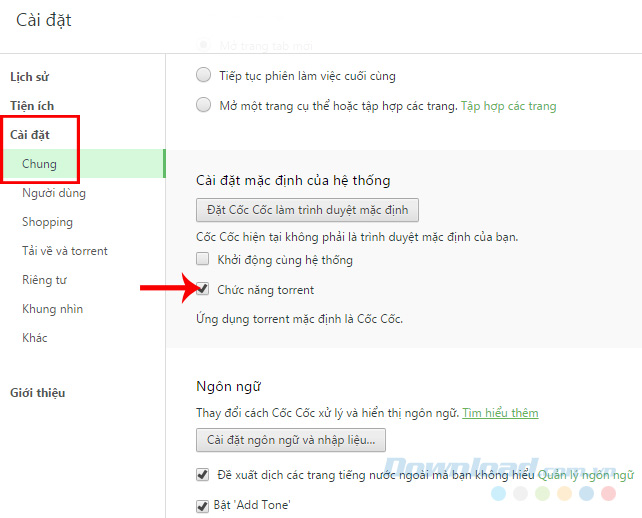 Cài đặt
Lịch sử
Tiện ích
Cài đặt
Chung
Người dùng
Shopping
Tải về và torrent
Riêng tư
Khung nhìn
Khác
Giới thiệu
Mở trang tab mới
Tiếp tục phiên làm việc cuối cùng
Mở một trang cụ thể hoặc tập hợp các trang. Tập hợp các trang
Cài đặt mặc định của hệ thống
Đặt Cốc Cốc làm trình duyệt mặc định
Cốc Cốc hiện tại không phải là trình duyệt mặc định của bạn.
Khởi động cùng hệ thống
Chức năng torrent
Ứng dụng torrent mặc định là Cốc Cốc.
Ngôn ngữ
Thay đổi cách Cốc Cốc xử lý và hiển thị ngôn ngữ. Tìm hiểu thêm
Cài đặt ngôn ngữ và nhập liệu...
Download.com.vn
Đề xuất dịch các trang tiếng nước ngoài mà bạn không hiểu Quản lý ngôn ngữ
Bật 'Add Tone'